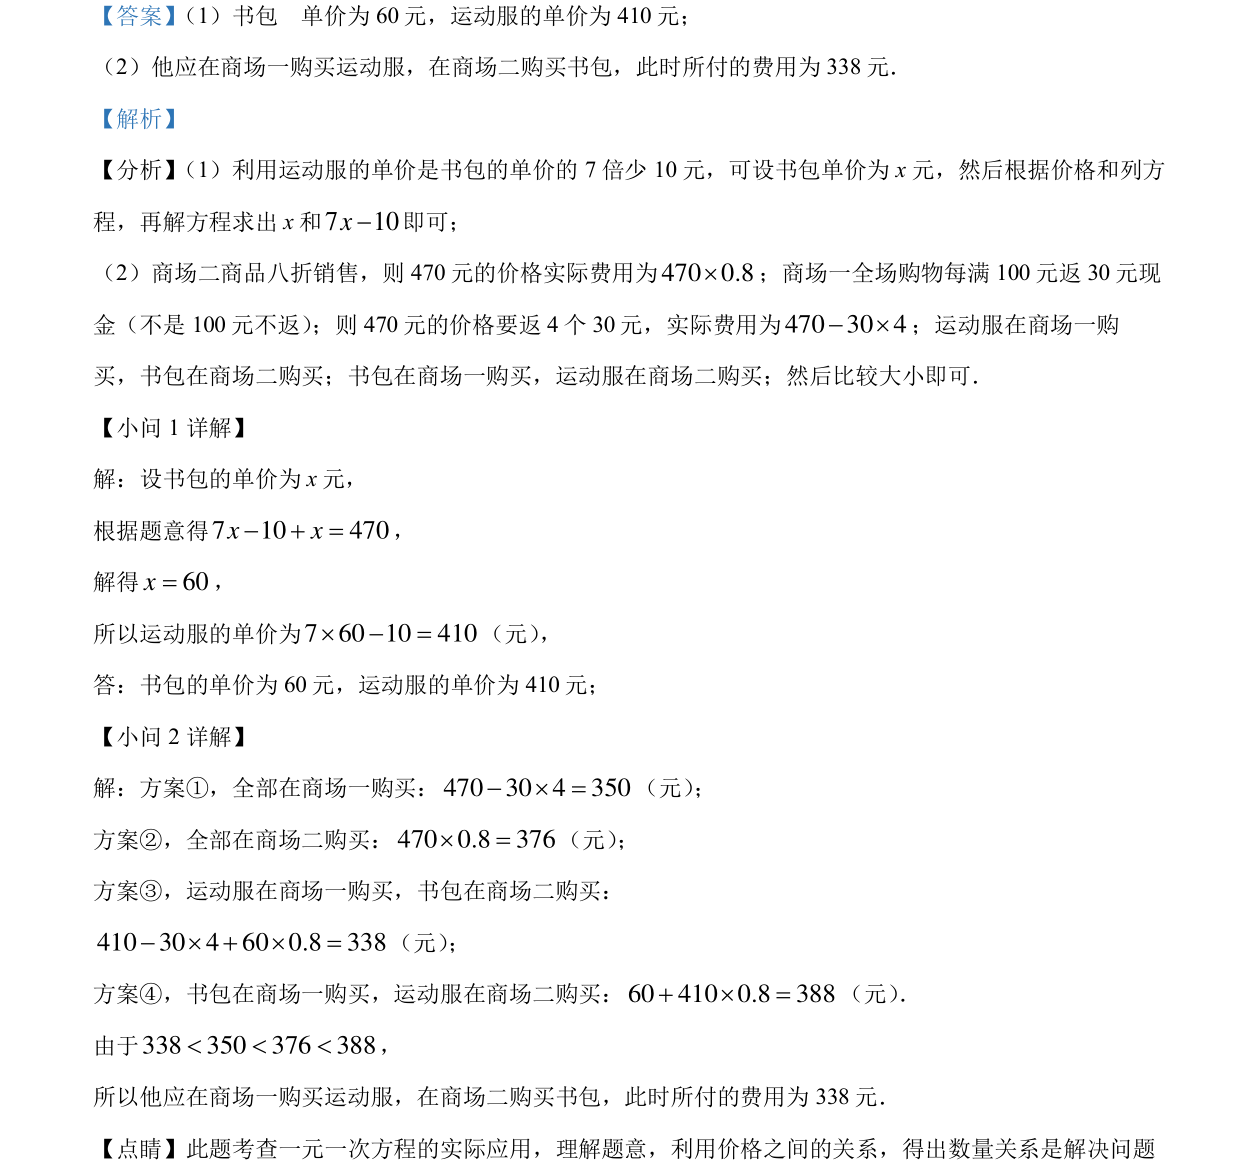 【答案】（1）书包　单价为 60 元，运动服的单价为 410 元；
（2）他应在商场一购买运动服，在商场二购买书包，此时所付的费用为 338 元．
【解析】
【分析】（1）利用运动服的单价是书包的单价的 7 倍少 10 元，可设书包单价为 x 元，然后根据价格和列方
程，再解方程求出 x 和 7x−10 即可；
（2）商场二商品八折销售，则 470 元的价格实际费用为 470×0.8；商场一全场购物每满 100 元返 30 元现
金（不是 100 元不返）；则 470 元的价格要返 4 个 30 元，实际费用为 470−30×4；运动服在商场一购
买，书包在商场二购买；书包在商场一购买，运动服在商场二购买；然后比较大小即可．
【小问 1 详解】
解：设书包的单价为 x 元，
根据题意得 7x−10+x=470，
解得 x=60，
所以运动服的单价为 7×60−10=410（元），
答：书包的单价为 60 元，运动服的单价为 410 元；
【小问 2 详解】
解：方案①，全部在商场一购买：470−30×4=350（元）；
方案②，全部在商场二购买：470×0.8=376（元）；
方案③，运动服在商场一购买，书包在商场二购买：
410−30×4+60×0.8=338（元）；
方案④，书包在商场一购买，运动服在商场二购买：60+410×0.8=388（元）．
由于 338<350<376<388，
所以他应在商场一购买运动服，在商场二购买书包，此时所付的费用为 338 元．
【点睛】此题考查一元一次方程的实际应用，理解题意，利用价格之间的关系，得出数量关系是解决问题